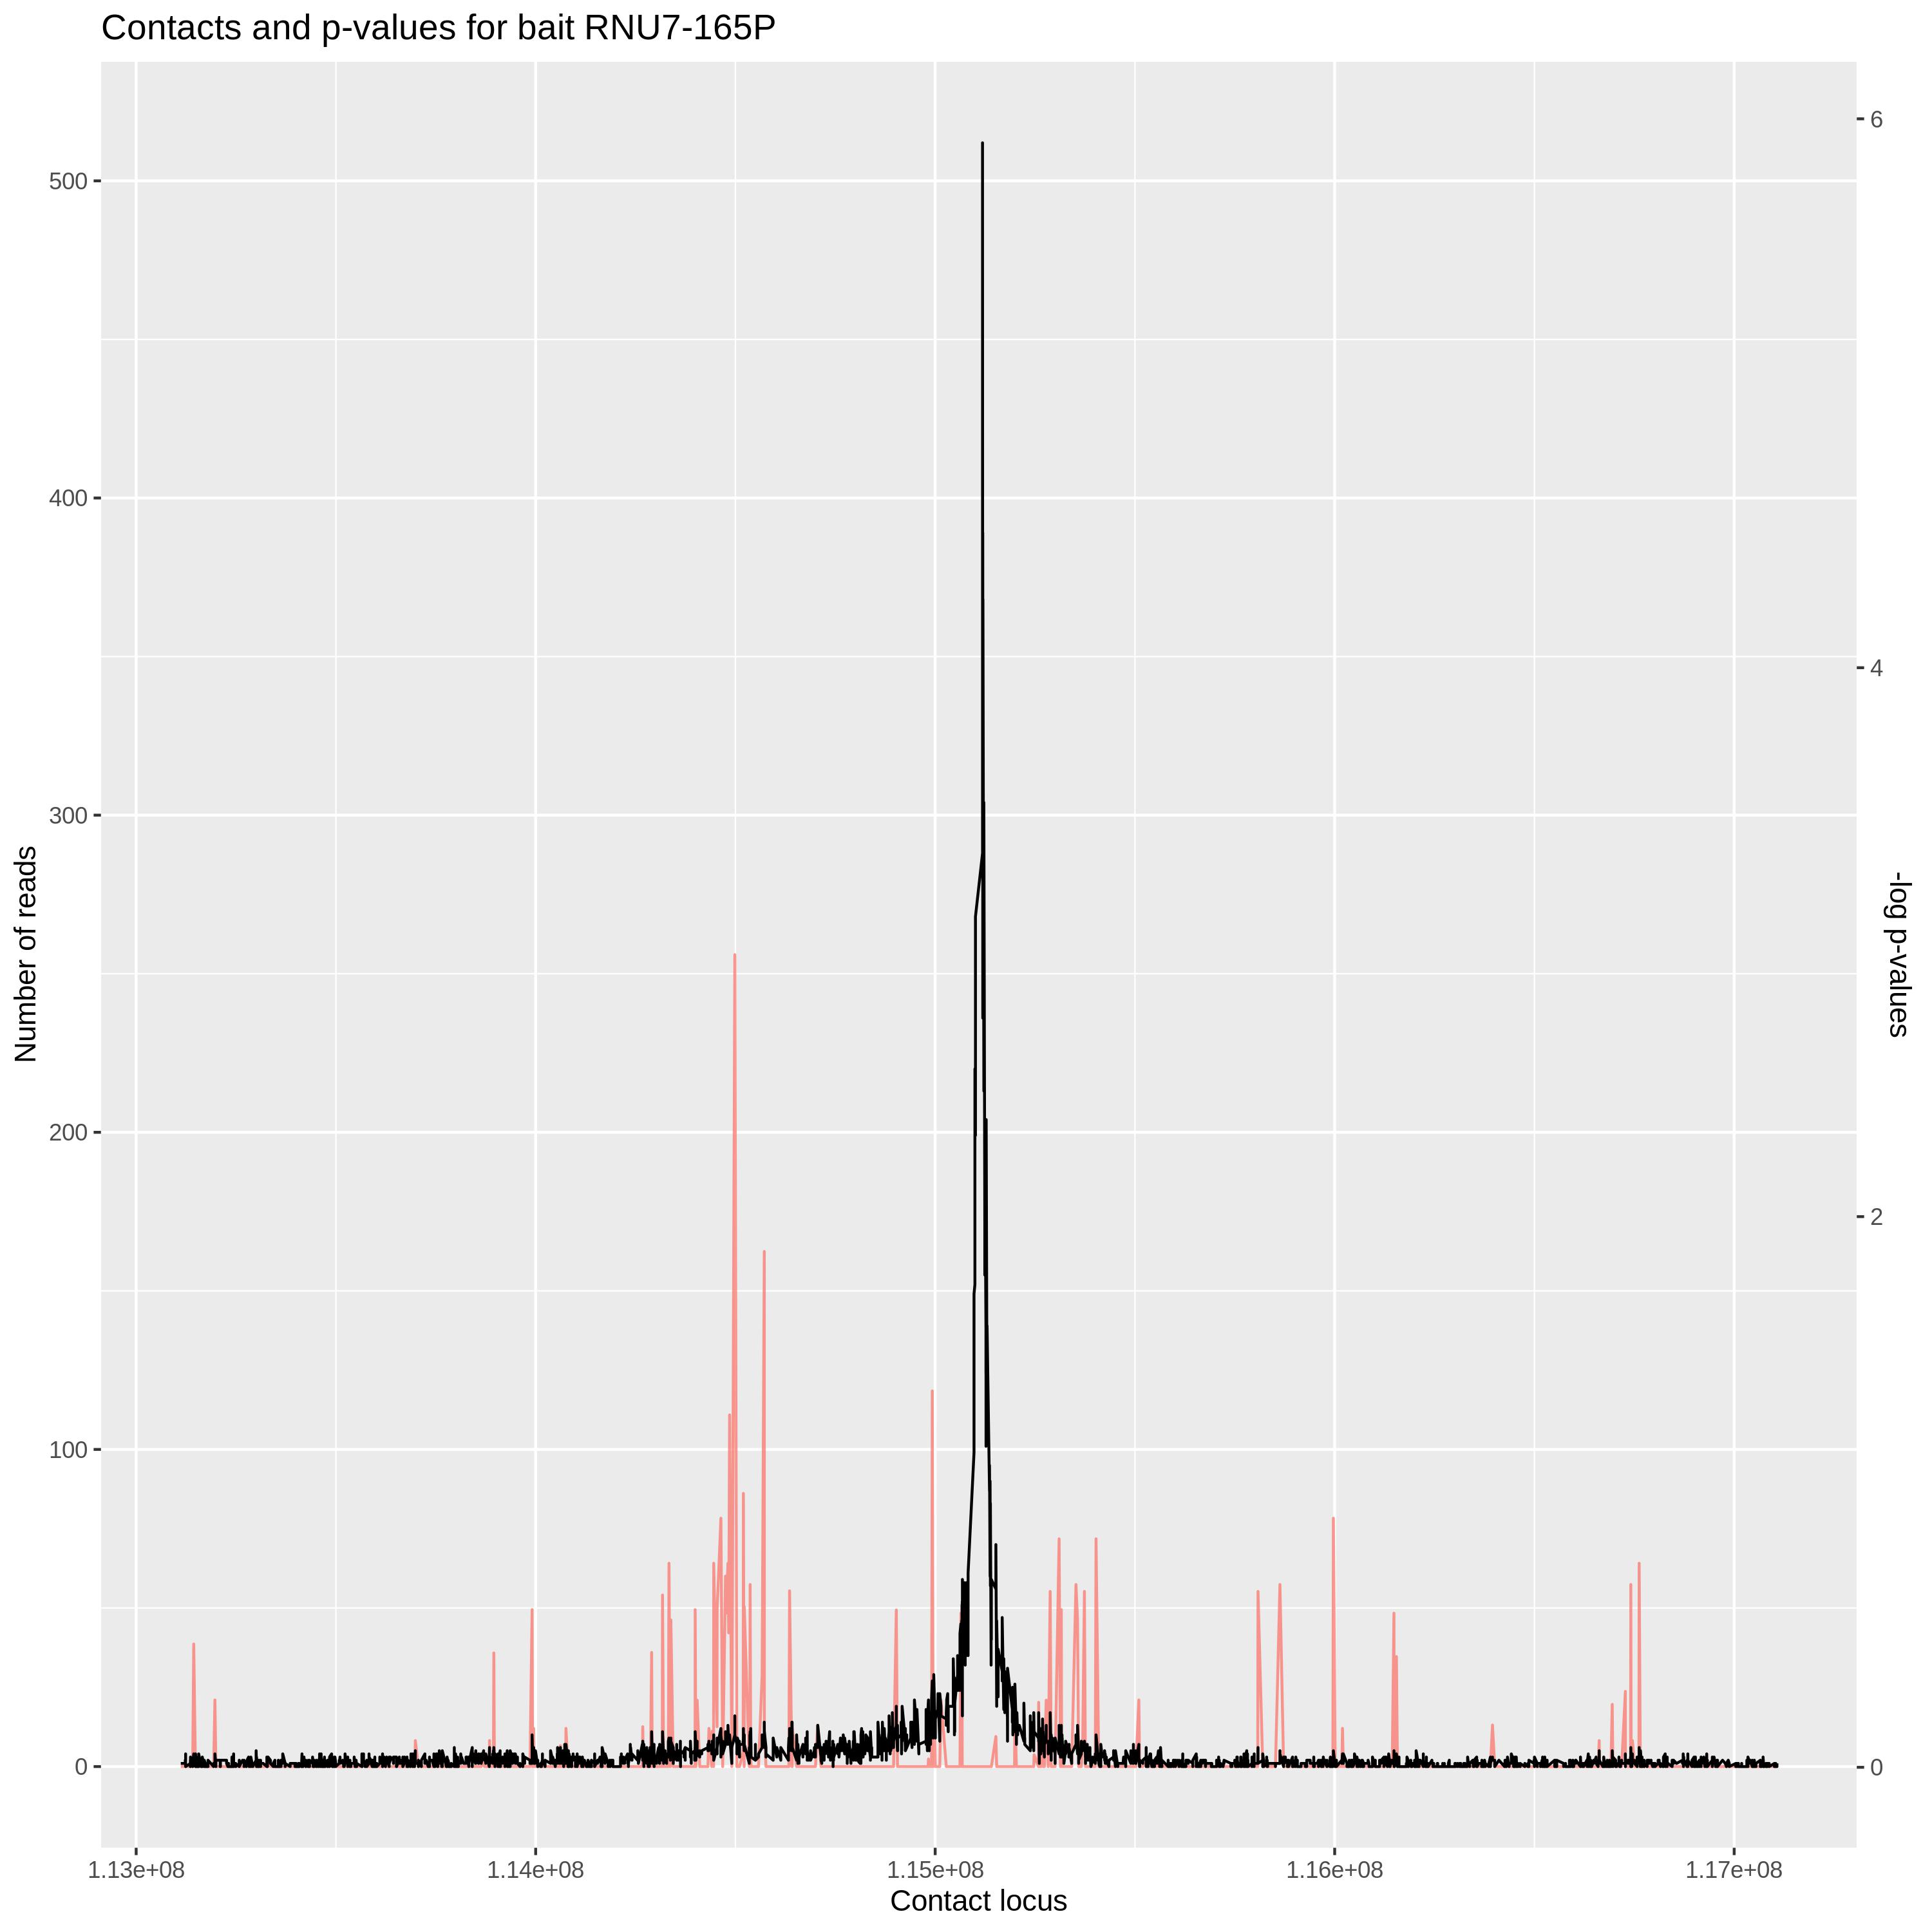 Contacts and p-values for bait RNU7-165P
500
400
300
200
100
0
Number of reads
6
4
2
0
-log p-values
1.13e+08
1.14e+08
1.15e+08
1.16e+08
1.17e+08
Contact locus